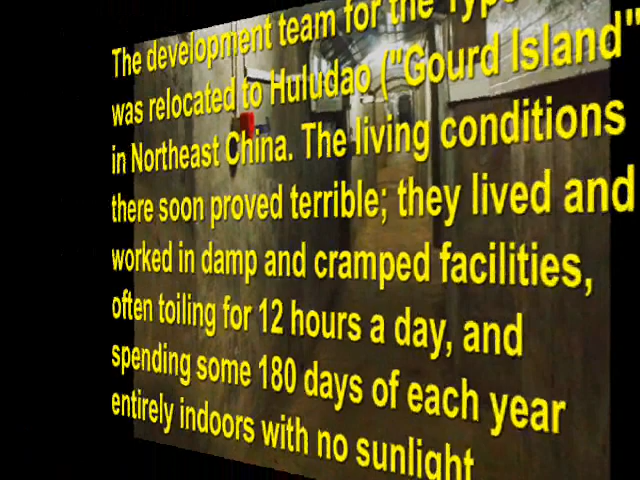 The development team for the Type
was relocated to Huludao ("Gourd Island"
in Northeast China. The living conditions
there soon proved terrible; they lived and
worked in damp and cramped facilities,
often toiling for 12 hours a day, and
spending some 180 days of each year
entirely indoors with no sunlight